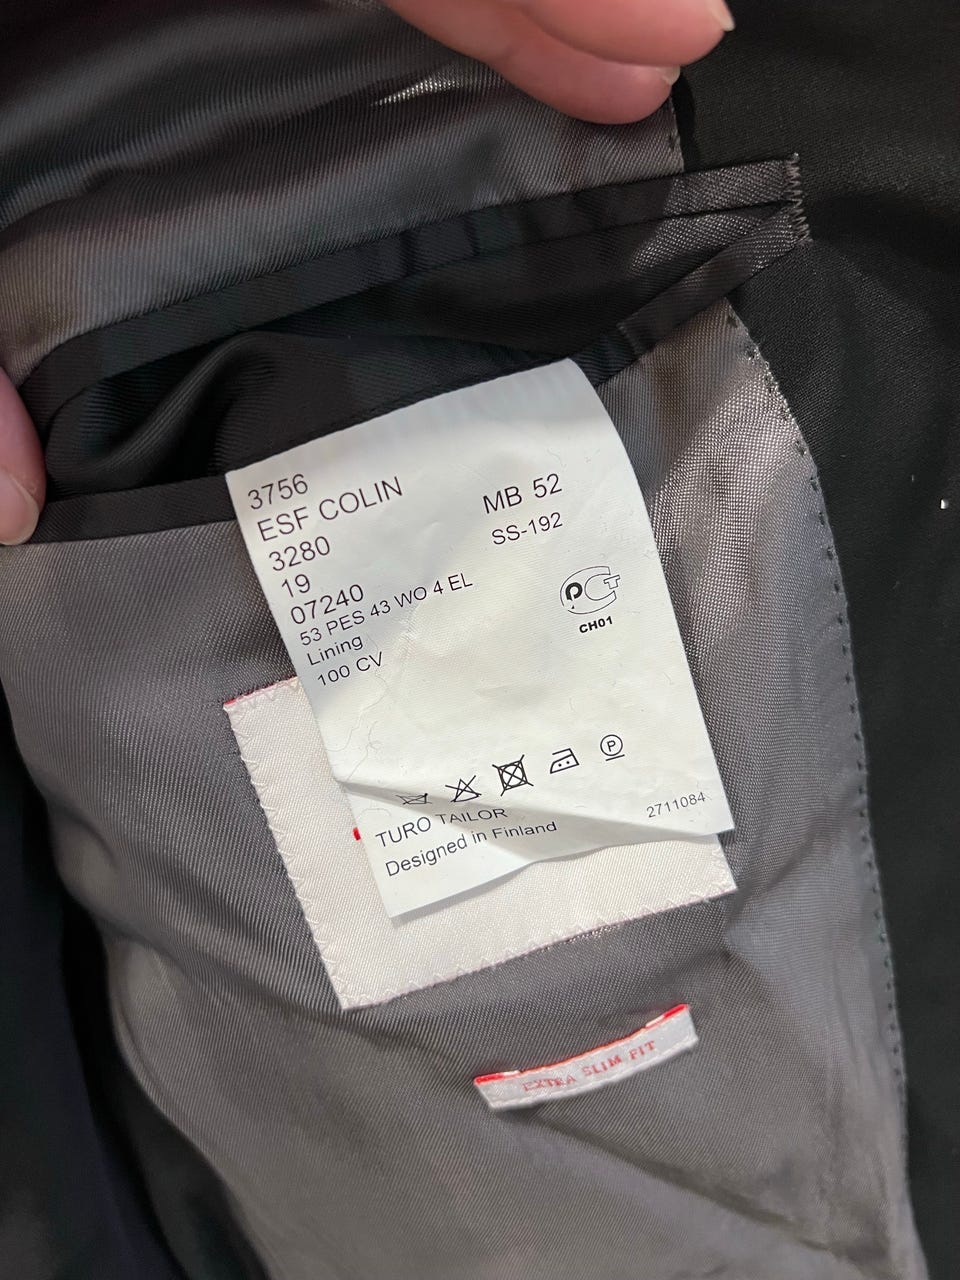 3756
ESF COLIN
3280
19
07240
53 PES 43 WO 4 EL
Lining
100 CV
MB 52
SS-192
PCT
CH01
P
TURO TAILOR
Designed in Finland
2711084
EXTRA SLIM FIT